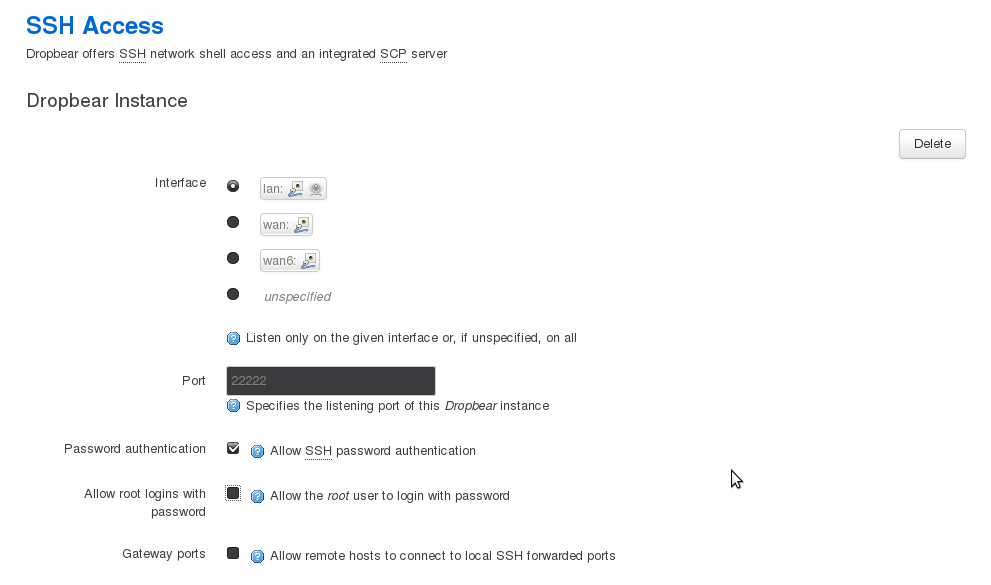 SSH Access
Dropbear offers SSH network shell access and an integrated SCP server
Dropbear Instance
Delete
Interface
lan:
wan:
wan6:
unspecified
Listen only on the given interface or, if unspecified, on all
Port
22222
Specifies the listening port of this Dropbear instance
Password authentication
Allow SSH password authentication
Allow root logins with
password
Allow the root user to login with password
Gateway ports
Allow remote hosts to connect to local SSH forwarded ports